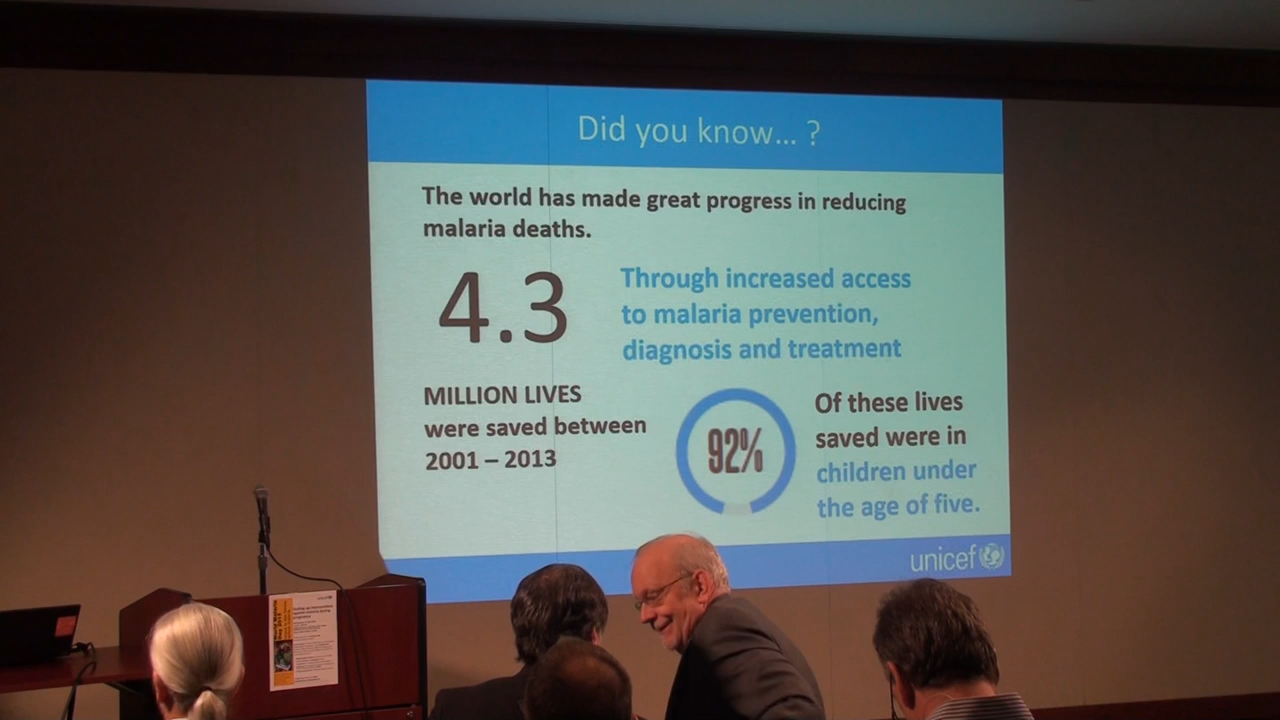 Did you know... ?
The world has made great progress in reducing
malaria deaths.
4.3
Through increased access
to malaria prevention,
diagnosis and treatment
MILLION LIVES
were saved between
2001 – 2013
92%
Of these lives
saved were in
children under
the age of five.
unicef